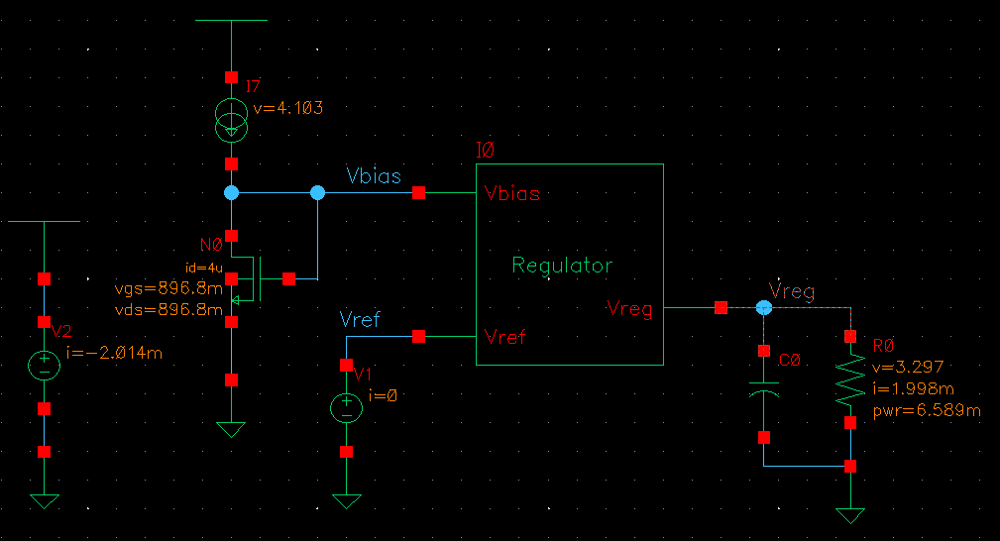 I7
v=4.103
I0
Vbias
Vbias
N0
id=4u
vgs=896.8m
vds=896.8m
Regulator
Vreg
Vreg
Vref
Vref
V2
i=-2.014m
V1
i=0
C0
R0
v=3.297
i=1.998m
pwr=6.589m